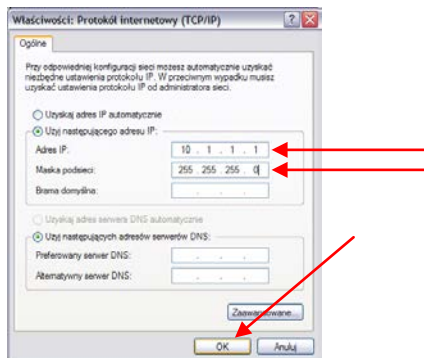 Właściwości: Protokół internetowy (TCP/IP)
Ogólne
Przy odpowiedniej konfiguracji sieci możesz automatycznie uzyskać
niezbędne ustawienia protokołu IP. W przeciwnym wypadku musisz
uzyskać ustawienia protokołu IP od administratora sieci.
Uzyskaj adres IP automatycznie
Użyj następującego adresu IP:
Adres IP: 10 . 1 . 1 . 1
Maska podsieci: 255 . 255 . 255 . 0
Brama domyślna: . . .
Uzyskaj adres serwera DNS automatycznie
Użyj następujących adresów serwerów DNS:
Preferowany serwer DNS: . . .
Alternatywny serwer DNS: . . .
Zaawansowane...
OK Anuluj